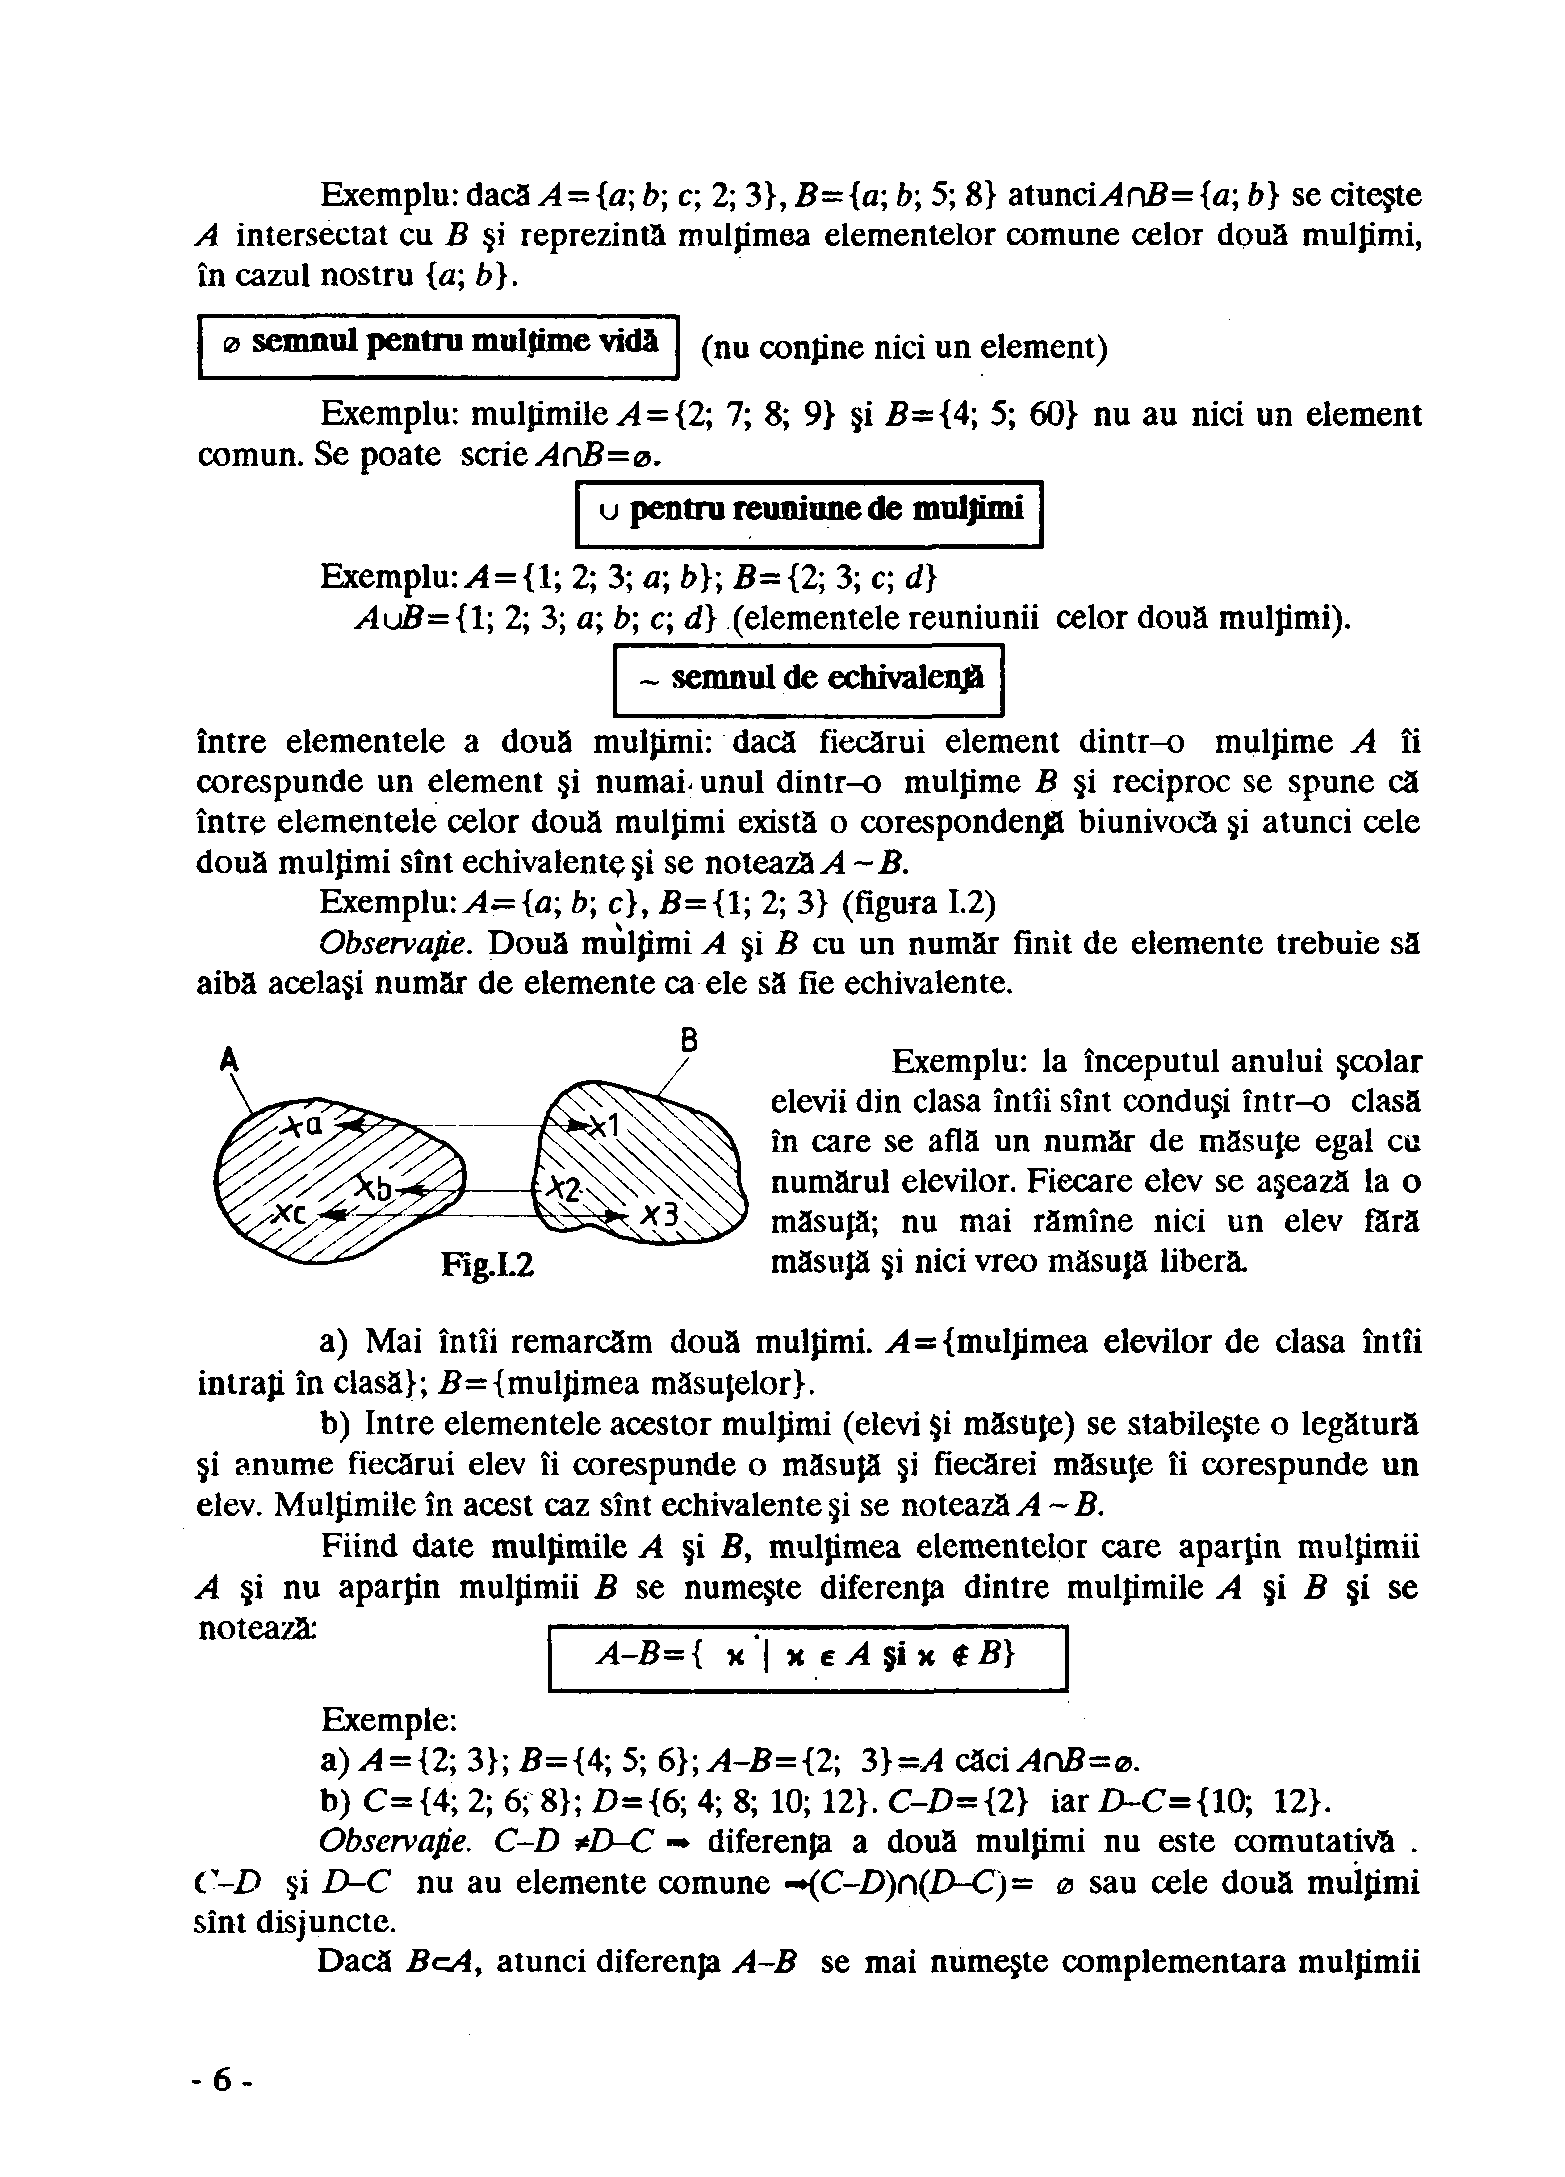 Exemplu: dacă A={a; b; c; 2; 3}, B={a; b; 5; 8} atunci A∩B={a; b} se citeşte
A intersectat cu B şi reprezintă mulţimea elementelor comune celor două mulţimi,
în cazul nostru {a; b}.
ø semnul pentru mulţime vidă (nu conţine nici un element)
Exemplu: mulţimile A={2; 7; 8; 9} şi B={4; 5; 60} nu au nici un element
comun. Se poate scrie A∩B=ø.
∪ pentru reuniune de mulţimi
Exemplu: A={1; 2; 3; a; b}; B={2; 3; c; d}
A∪B={1; 2; 3; a; b; c; d} (elementele reuniunii celor două mulţimi).
~ semnul de echivalenţă
între elementele a două mulţimi: dacă fiecărui element dintr-o mulţime A îi
corespunde un element şi numai unul dintr-o mulţime B şi reciproc se spune că
între elementele celor două mulţimi există o corespondenţă biunivocă şi atunci cele
două mulţimi sînt echivalente şi se notează A ~ B.
Exemplu: A={a; b; c}, B={1; 2; 3} (figura I.2)
Observaţie. Două mulţimi A şi B cu un număr finit de elemente trebuie să
aibă acelaşi număr de elemente ca ele să fie echivalente.
A
B
xa
x1
xb
x2
xc
x3
Fig.I.2
Exemplu: la începutul anului şcolar
elevii din clasa întîi sînt conduşi într-o clasă
în care se află un număr de măsuţe egal cu
numărul elevilor. Fiecare elev se aşează la o
măsuţă; nu mai rămîne nici un elev fără
măsuţă şi nici vreo măsuţă liberă.
a) Mai întîi remarcăm două mulţimi. A={mulţimea elevilor de clasa întîi
intraţi în clasă}; B={mulţimea măsuţelor}.
b) Intre elementele acestor mulţimi (elevi şi măsuţe) se stabileşte o legătură
şi anume fiecărui elev îi corespunde o măsuţă şi fiecărei măsuţe îi corespunde un
elev. Mulţimile în acest caz sînt echivalente şi se notează A ~ B.
Fiind date mulţimile A şi B, mulţimea elementelor care aparţin mulţimii
A şi nu aparţin mulţimii B se numeşte diferenţa dintre mulţimile A şi B şi se
notează:
A-B={ x | x ∈ A şi x ∉ B}
Exemple:
a) A={2; 3}; B={4; 5; 6}; A-B={2; 3}=A căci A∩B=ø.
b) C={4; 2; 6; 8}; D={6; 4; 8; 10; 12}. C-D={2} iar D-C={10; 12}.
Observaţie. C-D ≠D-C ⇒ diferenţa a două mulţimi nu este comutativă .
C-D şi D-C nu au elemente comune ⇒(C-D)∩(D-C)= ø sau cele două mulţimi
sînt disjuncte.
Dacă B⊂A, atunci diferenţa A-B se mai numeşte complementara mulţimii
- 6 -